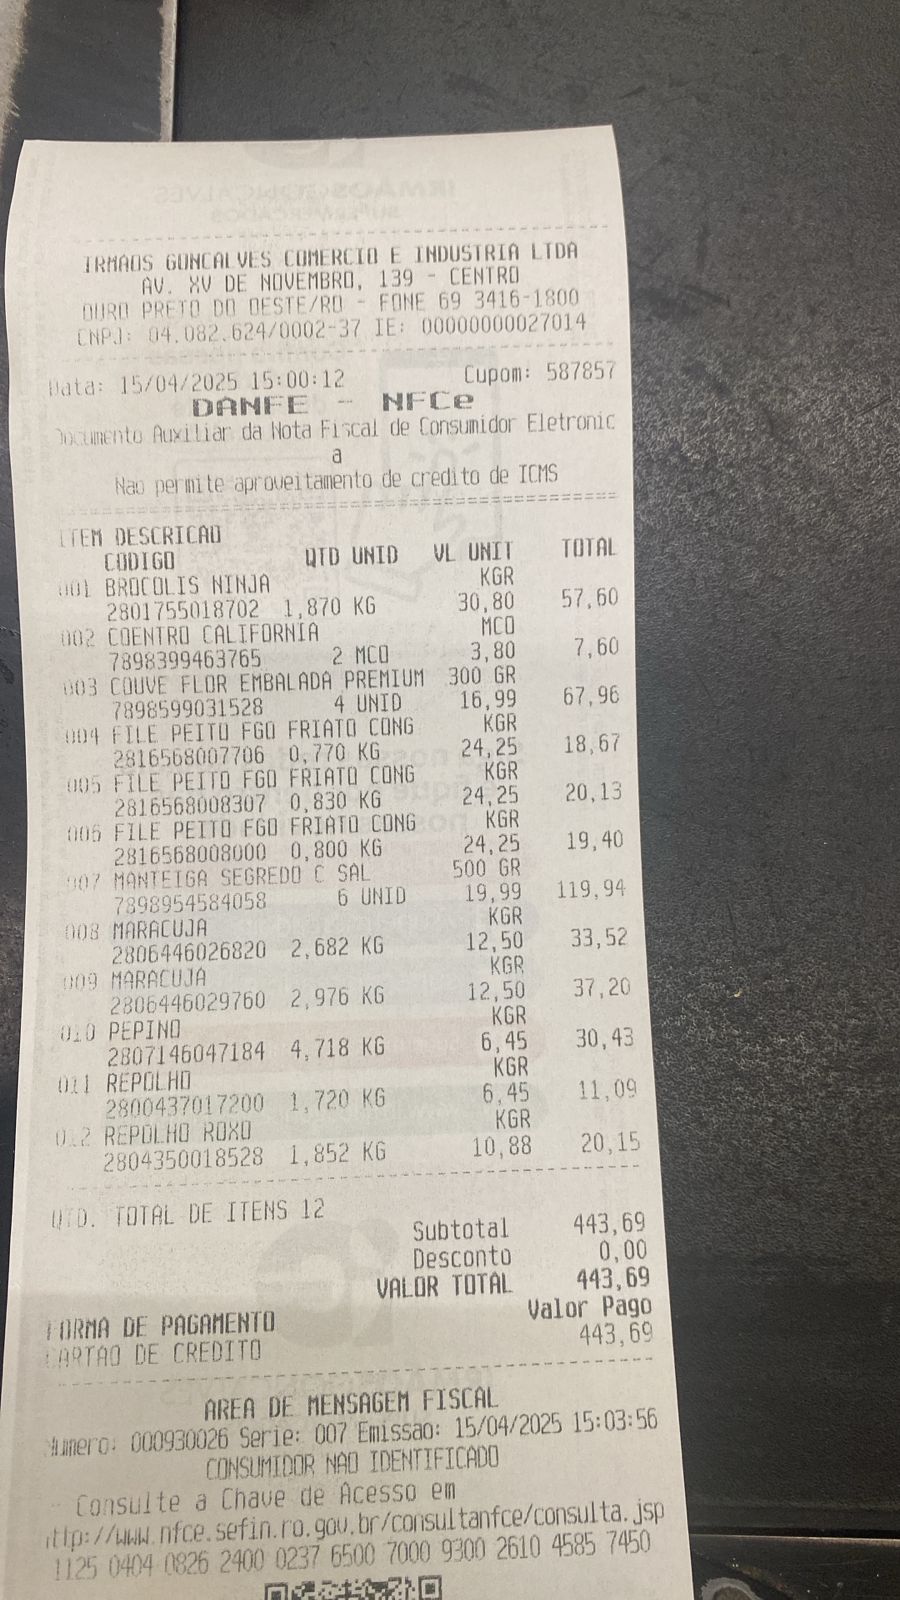 IRMAOS GONCALVES COMERCIO E INDUSTRIA LTDA
AV. XV DE NOVEMBRO, 139 - CENTRO
OURO PRETO DO OESTE/RO - FONE 69 3416-1800
CNPJ: 04.082.624/0002-37 IE: 00000000027014
Data: 15/04/2025 15:00:12 Cupom: 587857
DANFE - NFCe
Documento Auxiliar da Nota Fiscal de Consumidor Eletronic
a
Nao permite aproveitamento de credito de ICMS
ITEM DESCRICAO
CODIGO QTD UNID VL UNIT TOTAL
001 BROCOLIS NINJA KGR
2801755018702 1,870 KG 30,80 57,60
002 COENTRO CALIFORNIA MCO
7898399463765 2 MCO 3,80 7,60
003 COUVE FLOR EMBALADA PREMIUM 300 GR
7898599031528 4 UNID 16,99 67,96
004 FILE PEITO FGO FRIATO CONG KGR
2816568007706 0,770 KG 24,25 18,67
005 FILE PEITO FGO FRIATO CONG KGR
2816568008307 0,830 KG 24,25 20,13
006 FILE PEITO FGO FRIATO CONG KGR
2816568008000 0,800 KG 24,25 19,40
007 MANTEIGA SEGREDO C SAL 500 GR
7898954584058 6 UNID 19,99 119,94
008 MARACUJA KGR
2806446026820 2,682 KG 12,50 33,52
009 MARACUJA KGR
2806446029760 2,976 KG 12,50 37,20
010 PEPINO KGR
2807146047184 4,718 KG 6,45 30,43
011 REPOLHO KGR
2800437017200 1,720 KG 6,45 11,09
012 REPOLHO ROXO KGR
2804350018528 1,852 KG 10,88 20,15
QTD. TOTAL DE ITENS 12
Subtotal 443,69
Desconto 0,00
VALOR TOTAL 443,69
FORMA DE PAGAMENTO Valor Pago
CARTAO DE CREDITO 443,69
AREA DE MENSAGEM FISCAL
Numero: 000930026 Serie: 007 Emissao: 15/04/2025 15:03:56
CONSUMIDOR NAO IDENTIFICADO
Consulte a Chave de Acesso em
http://www.nfce.sefin.ro.gov.br/consultanfce/consulta.jsp
1125 0404 0826 2400 0237 6500 7000 9300 2610 4585 7450